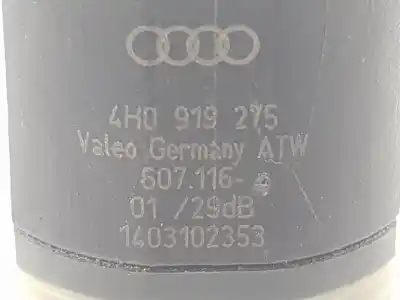 4H0 919 275
Valeo Germany ATW
607.116-
01 /29dB
1403102353